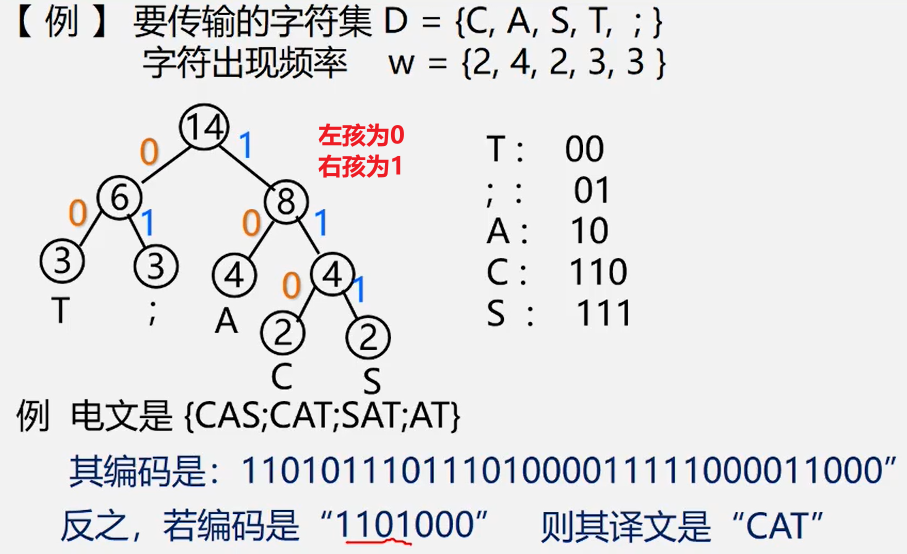 【 例 】 要传输的字符集 D = {C, A, S, T, ; }
字符出现频率 w = {2, 4, 2, 3, 3 }
14
0 1
左孩为0
右孩为1
6 8
0 1 0 1
3 3 4 4
T ; A
0 1
2 2
C S
T : 00
; : 01
A : 10
C : 110
S : 111
例 电文是 {CAS;CAT;SAT;AT}
其编码是：11010111011101000011111000011000”
反之，若编码是“1101000” 则其译文是“CAT”